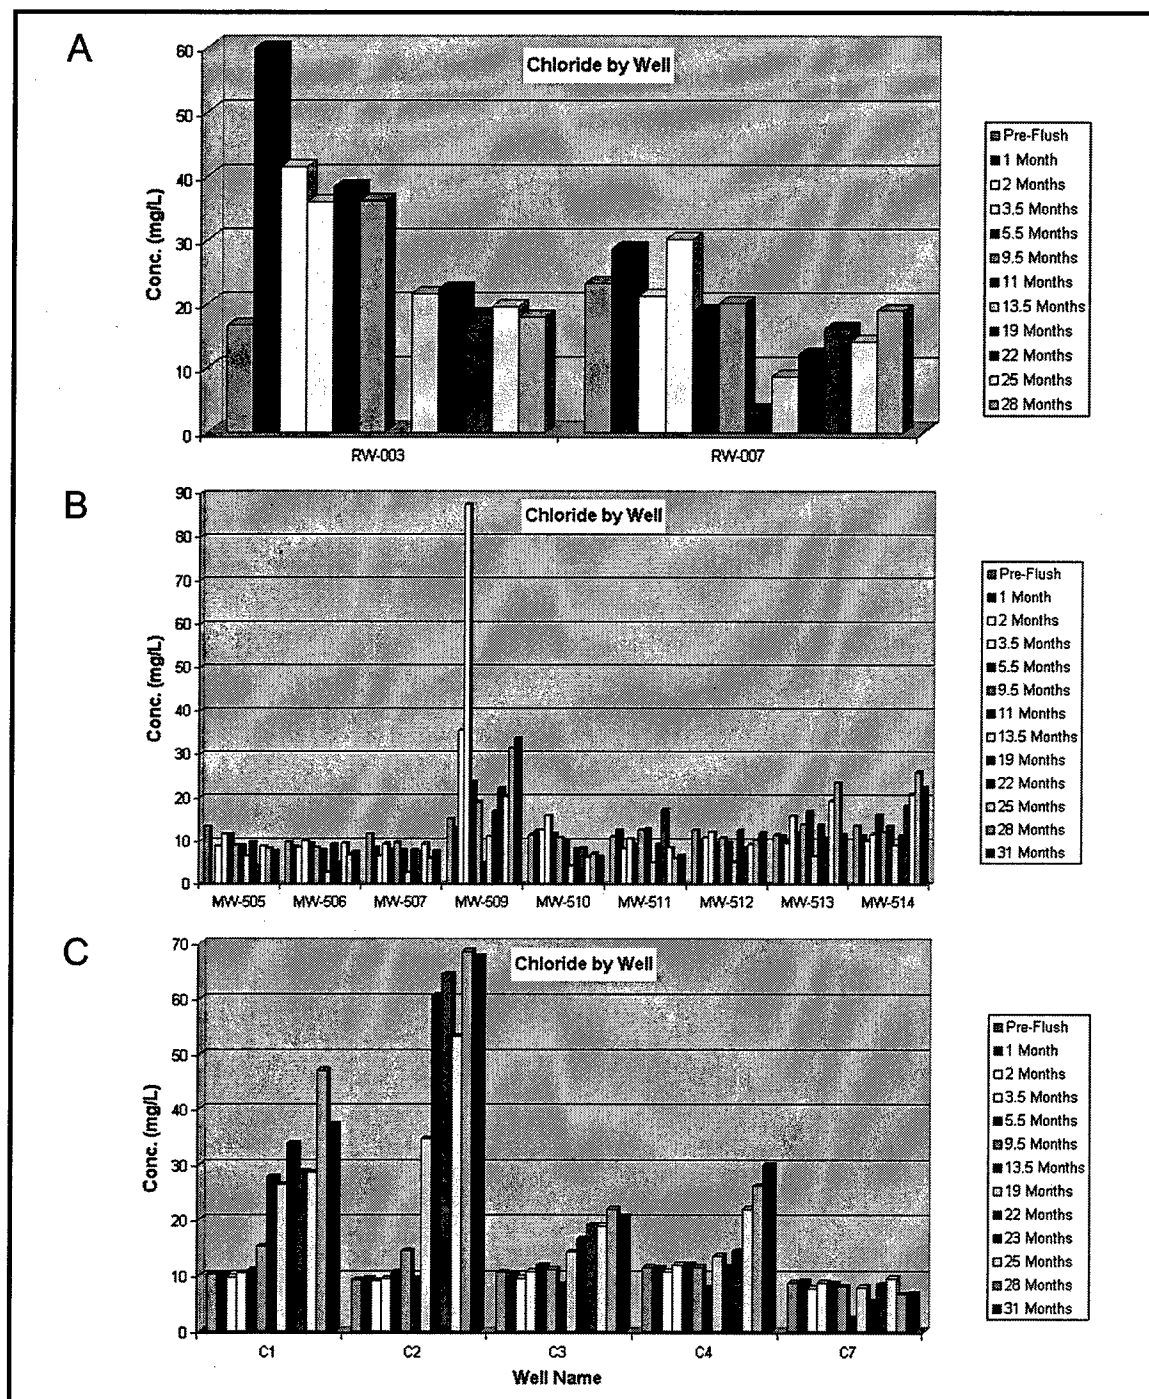 A
Chloride by Well
Conc. (mg/L)
60
50
40
30
20
10
0
RW-003 RW-007
Pre-Flush
1 Month
2 Months
3.5 Months
5.5 Months
9.5 Months
11 Months
13.5 Months
19 Months
22 Months
25 Months
28 Months
B
Chloride by Well
Conc. (mg/L)
90
80
70
60
50
40
30
20
10
0
MW-505 MW-506 MW-507 MW-509 MW-510 MW-511 MW-512 MW-513 MW-514
Pre-Flush
1 Month
2 Months
3.5 Months
5.5 Months
9.5 Months
11 Months
13.5 Months
19 Months
22 Months
25 Months
28 Months
31 Months
C
Chloride by Well
Conc. (mg/L)
70
60
50
40
30
20
10
0
C1 C2 C3 C4 C7
Well Name
Pre-Flush
1 Month
2 Months
3.5 Months
5.5 Months
9.5 Months
13.5 Months
19 Months
22 Months
23 Months
25 Months
28 Months
31 Months